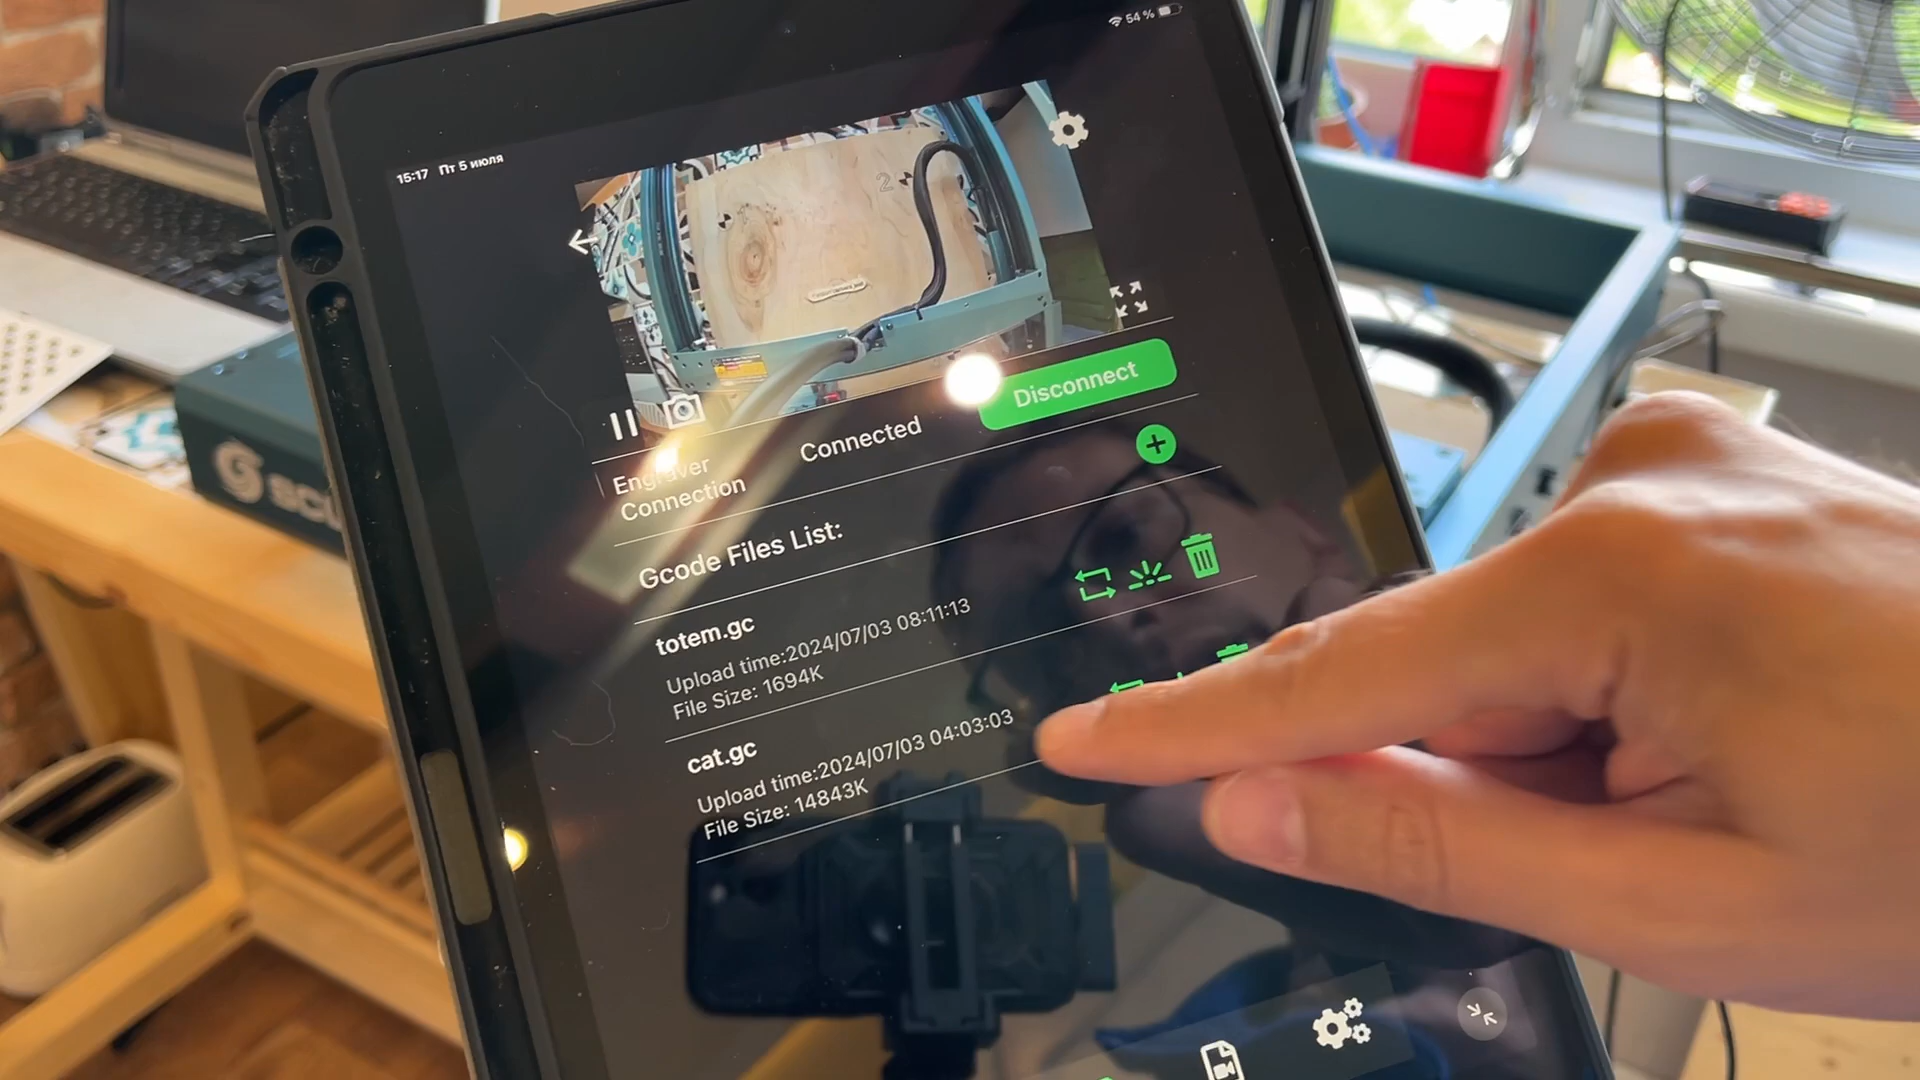 15:17 Пт 5 июля
54 %
2
Disconnect
Connected
Engraver
Connection
Gcode Files List:
totem.gc
Upload time:2024/07/03 08:11:13
File Size: 1694K
cat.gc
Upload time:2024/07/03 04:03:03
File Size: 14843K